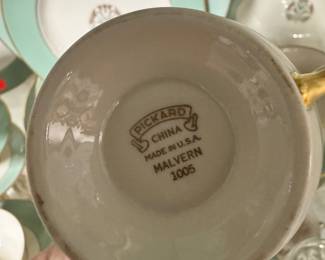 PICKARD
CHINA
MADE IN U.S.A.
MALVERN
1005